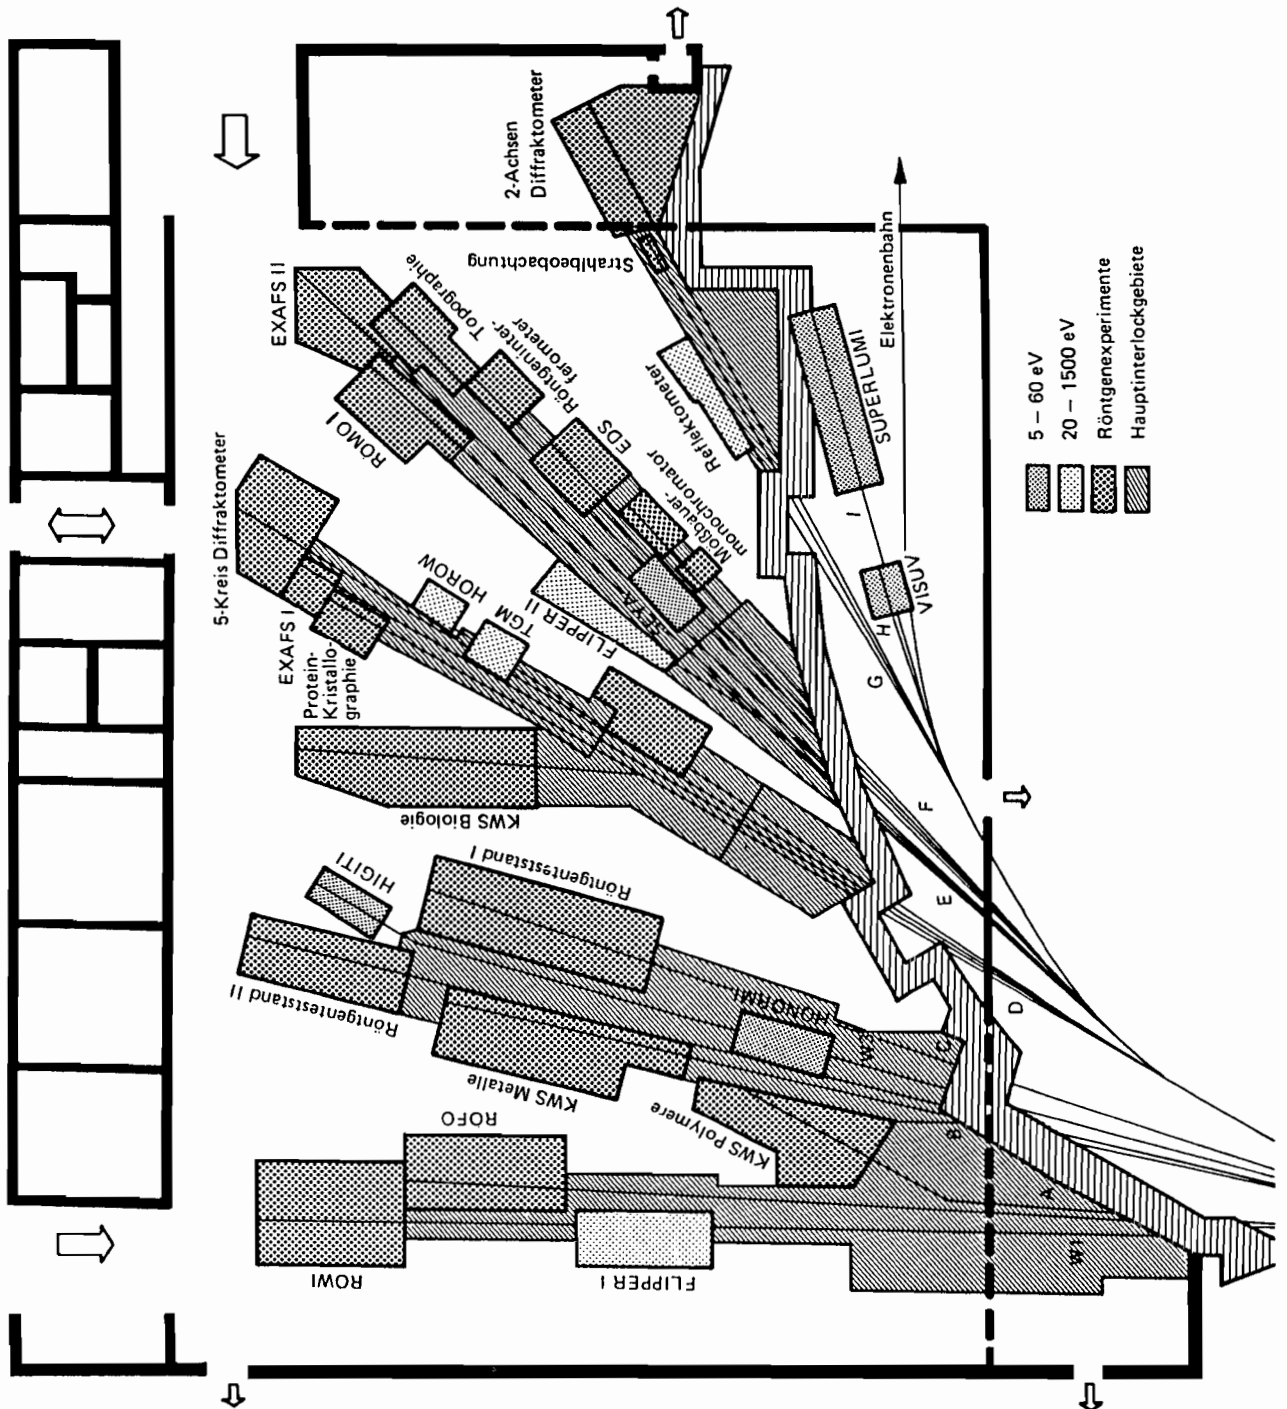 2-Achsen
Diffraktometer
Strahlbeobachtung
EXAFS II
Topographie
Röntgeninter-
ferometer
RÖMO I
EDS
Mößbauer-
monochromator
Reflektometer
SUPERLUMI
Elektronenbahn
5-Kreis Diffraktometer
EXAFS I
Protein-
Kristallo-
graphie
HOROW
TGM
FLIPPER II
SEYA
VISUV
I
H
G
F
E
D
C
B
A
W2
W1
KWS Biologie
HIGITI
Röntgenteststand I
Röntgenteststand II
HONORMI
KWS Metalle
KWS Polymere
RÖFO
ROWI
FLIPPER I
5 – 60 eV
20 – 1500 eV
Röntgenexperimente
Hauptinterlockgebiete